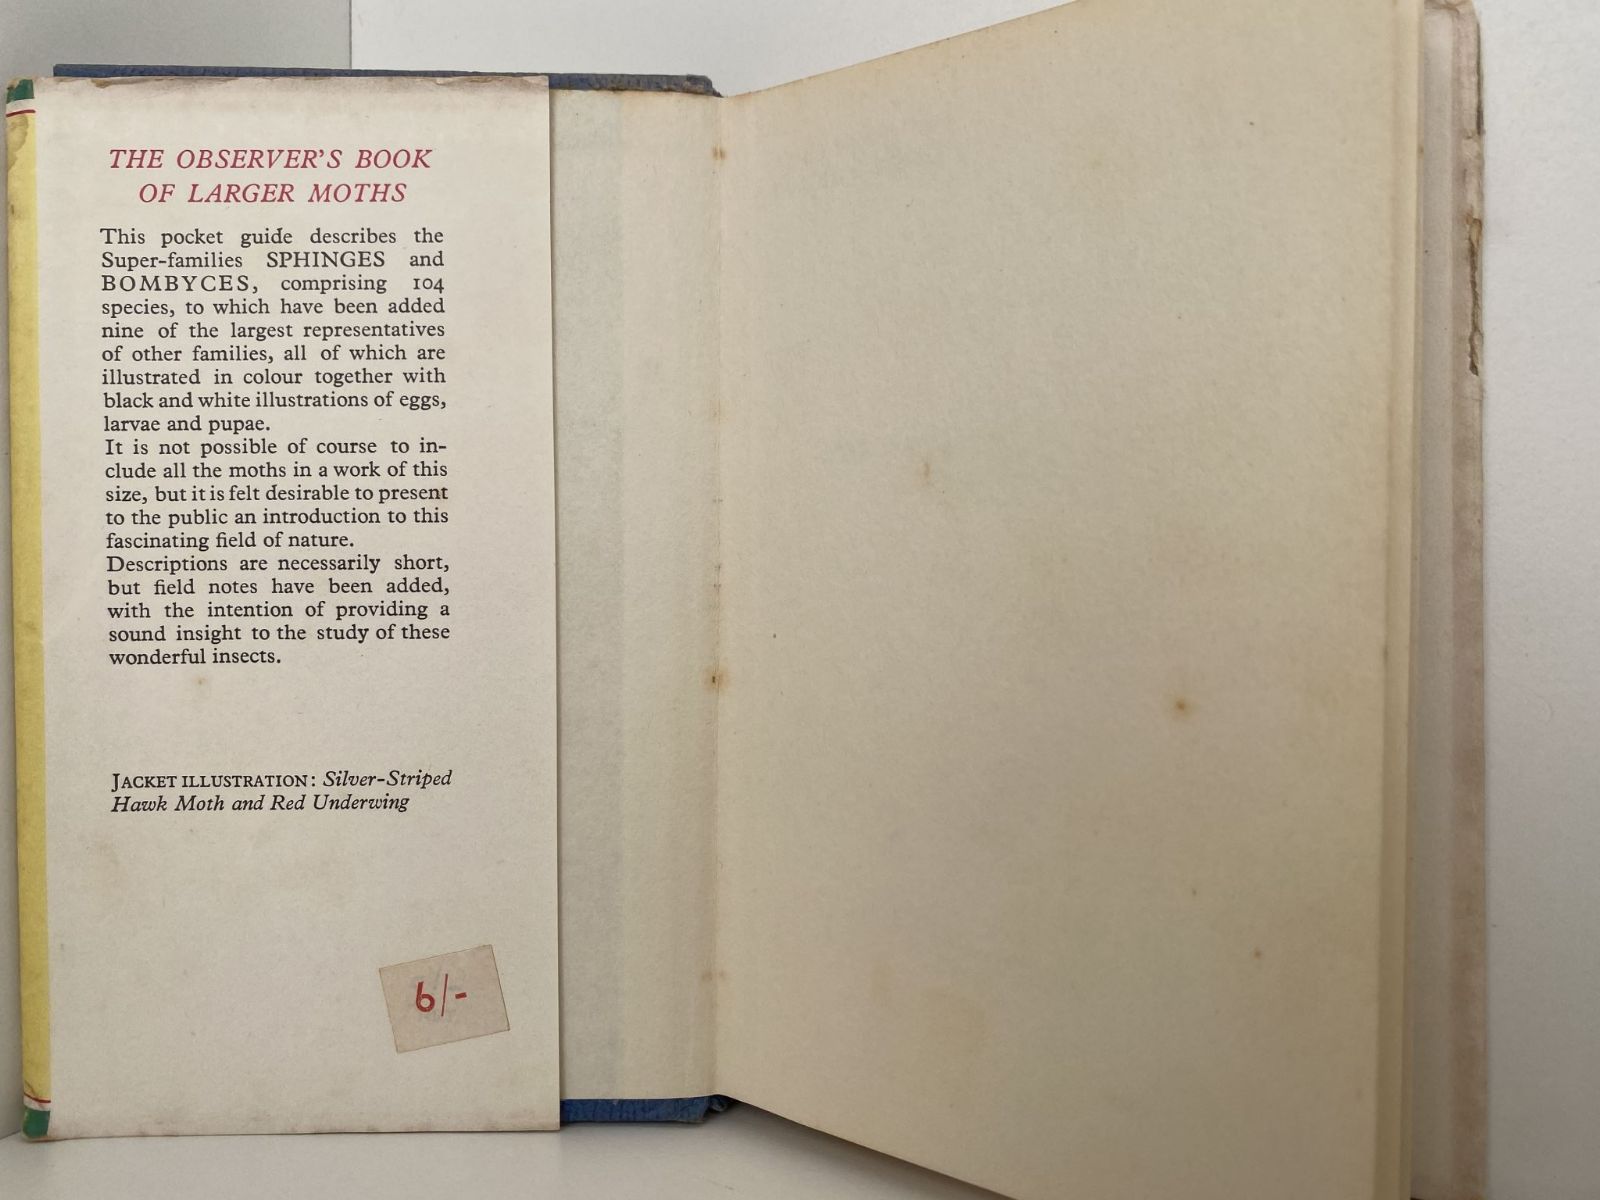 THE OBSERVER'S BOOK
OF LARGER MOTHS
This pocket guide describes the
Super-families SPHINGES and
BOMBYCES, comprising 104
species, to which have been added
nine of the largest representatives
of other families, all of which are
illustrated in colour together with
black and white illustrations of eggs,
larvae and pupae.
It is not possible of course to in-
clude all the moths in a work of this
size, but it is felt desirable to present
to the public an introduction to this
fascinating field of nature.
Descriptions are necessarily short,
but field notes have been added,
with the intention of providing a
sound insight to the study of these
wonderful insects.
JACKET ILLUSTRATION: Silver-Striped
Hawk Moth and Red Underwing
6/-